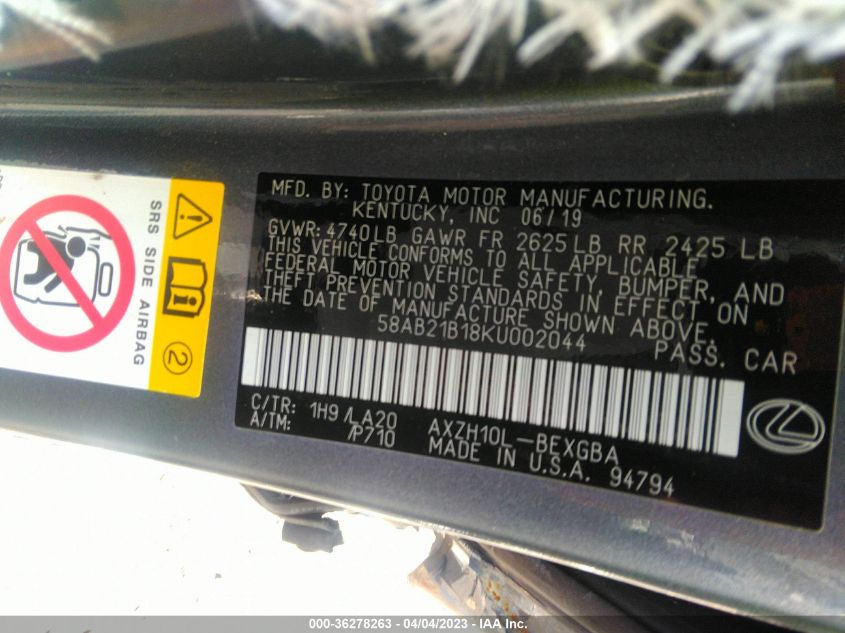 SRS SIDE AIRBAG
2
MFD. BY: TOYOTA MOTOR MANUFACTURING.
KENTUCKY, INC 06/19
GVWR: 4740LB GAWR FR 2625LB RR 2425 LB
THIS VEHICLE CONFORMS TO ALL APPLICABLE
FEDERAL MOTOR VEHICLE SAFETY, BUMPER, AND
THEFT PREVENTION STANDARDS IN EFFECT ON
THE DATE OF MANUFACTURE SHOWN ABOVE.
58AB21B18KU002044 PASS. CAR
C/TR: 1H9/LA20 AXZH10L-BEXGBA
A/TM: /P710 MADE IN U.S.A. 94794
000-36278263 - 04/04/2023 - IAA Inc.